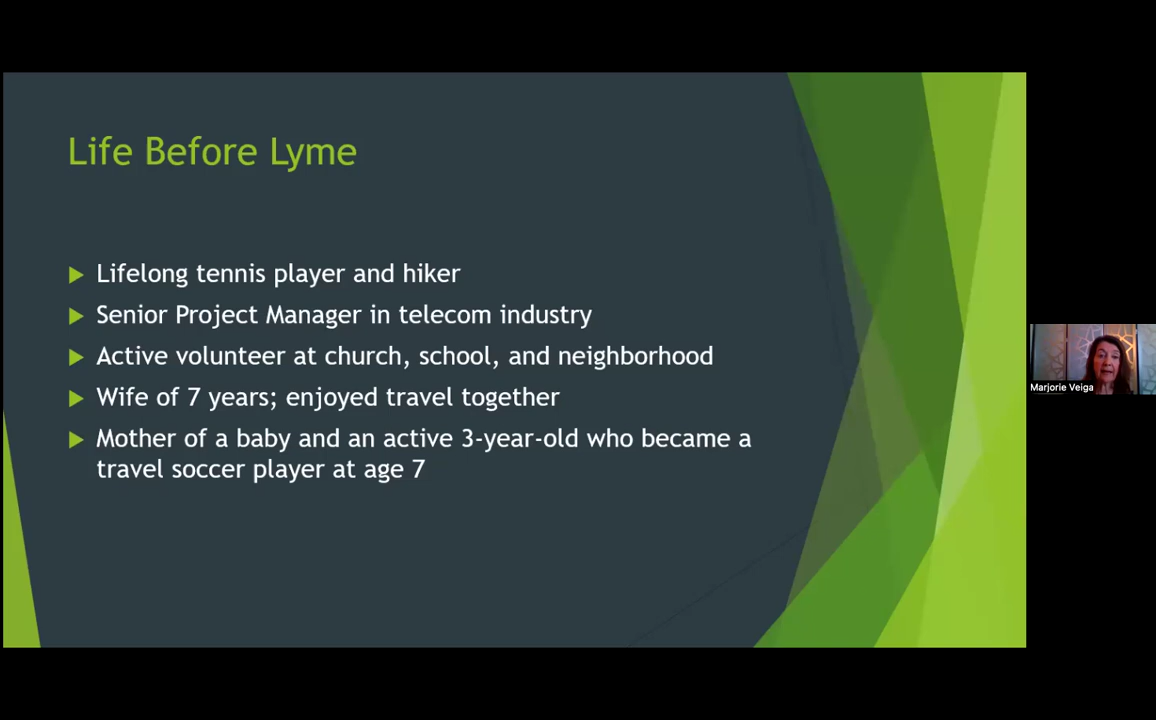 Life Before Lyme
Lifelong tennis player and hiker
Senior Project Manager in telecom industry
Active volunteer at church, school, and neighborhood
Wife of 7 years; enjoyed travel together
Mother of a baby and an active 3-year-old who became a
travel soccer player at age 7
Marjorie Veiga